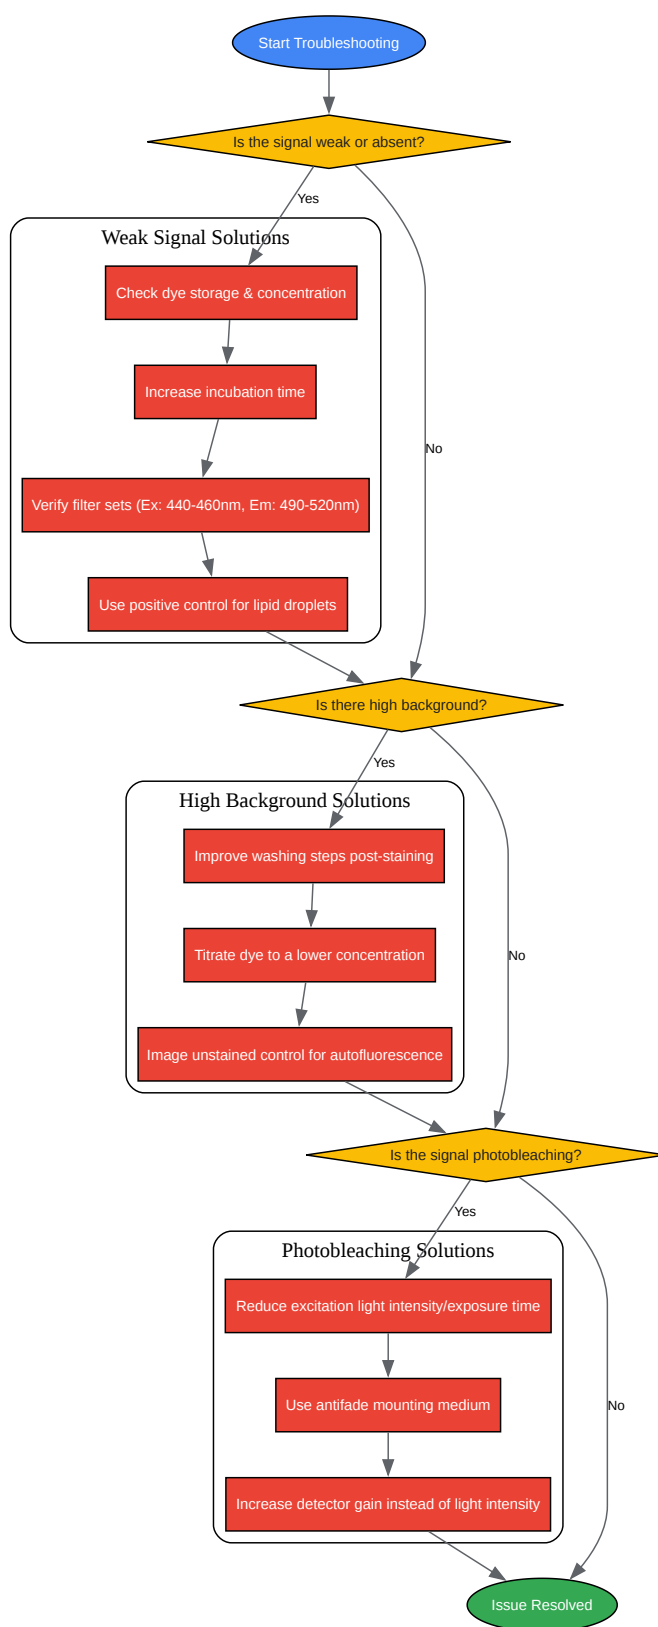 Start Troubleshooting
Is the signal weak or absent?
Yes
Weak Signal Solutions
Check dye storage & concentration
Increase incubation time
No
Verify filter sets (Ex: 440-460nm, Em: 490-520nm)
Use positive control for lipid droplets
Is there high background?
Yes
High Background Solutions
Improve washing steps post-staining
Titrate dye to a lower concentration
No
Image unstained control for autofluorescence
Is the signal photobleaching?
Yes
Photobleaching Solutions
Reduce excitation light intensity/exposure time
Use antifade mounting medium
No
Increase detector gain instead of light intensity
Issue Resolved